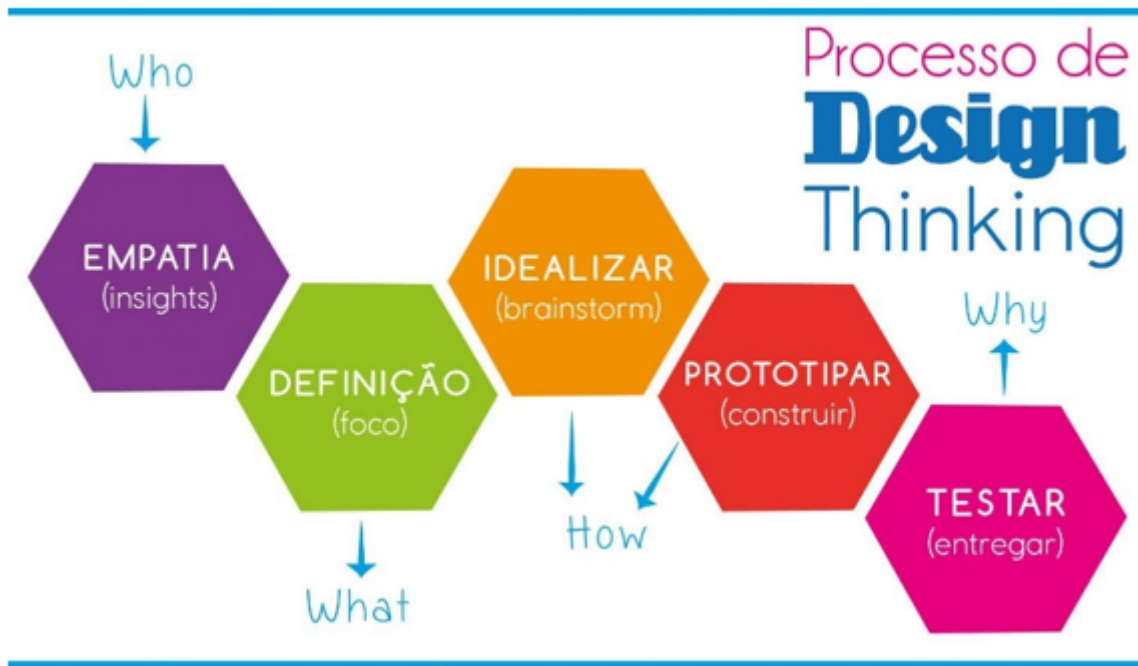 Processo de
Design
Thinking
Who
EMPATIA
(insights)
DEFINIÇÃO
(foco)
What
IDEALIZAR
(brainstorm)
How
PROTOTIPAR
(construir)
Why
TESTAR
(entregar)